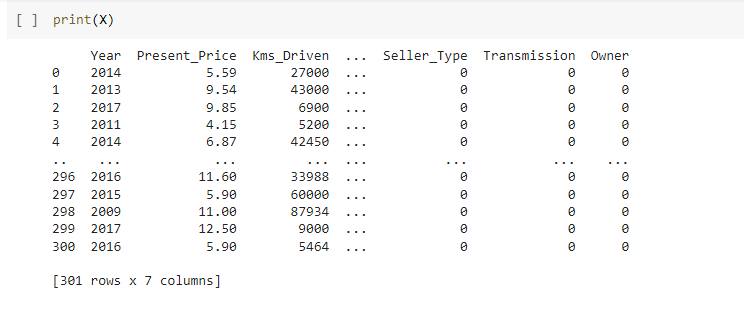 [ ] print(X)
Year Present_Price Kms_Driven ... Seller_Type Transmission Owner
0 2014 5.59 27000 ... 0 0 0
1 2013 9.54 43000 ... 0 0 0
2 2017 9.85 6900 ... 0 0 0
3 2011 4.15 5200 ... 0 0 0
4 2014 6.87 42450 ... 0 0 0
.. ... ... ... ... ... ... ...
296 2016 11.60 33988 ... 0 0 0
297 2015 5.90 60000 ... 0 0 0
298 2009 11.00 87934 ... 0 0 0
299 2017 12.50 9000 ... 0 0 0
300 2016 5.90 5464 ... 0 0 0
[301 rows x 7 columns]